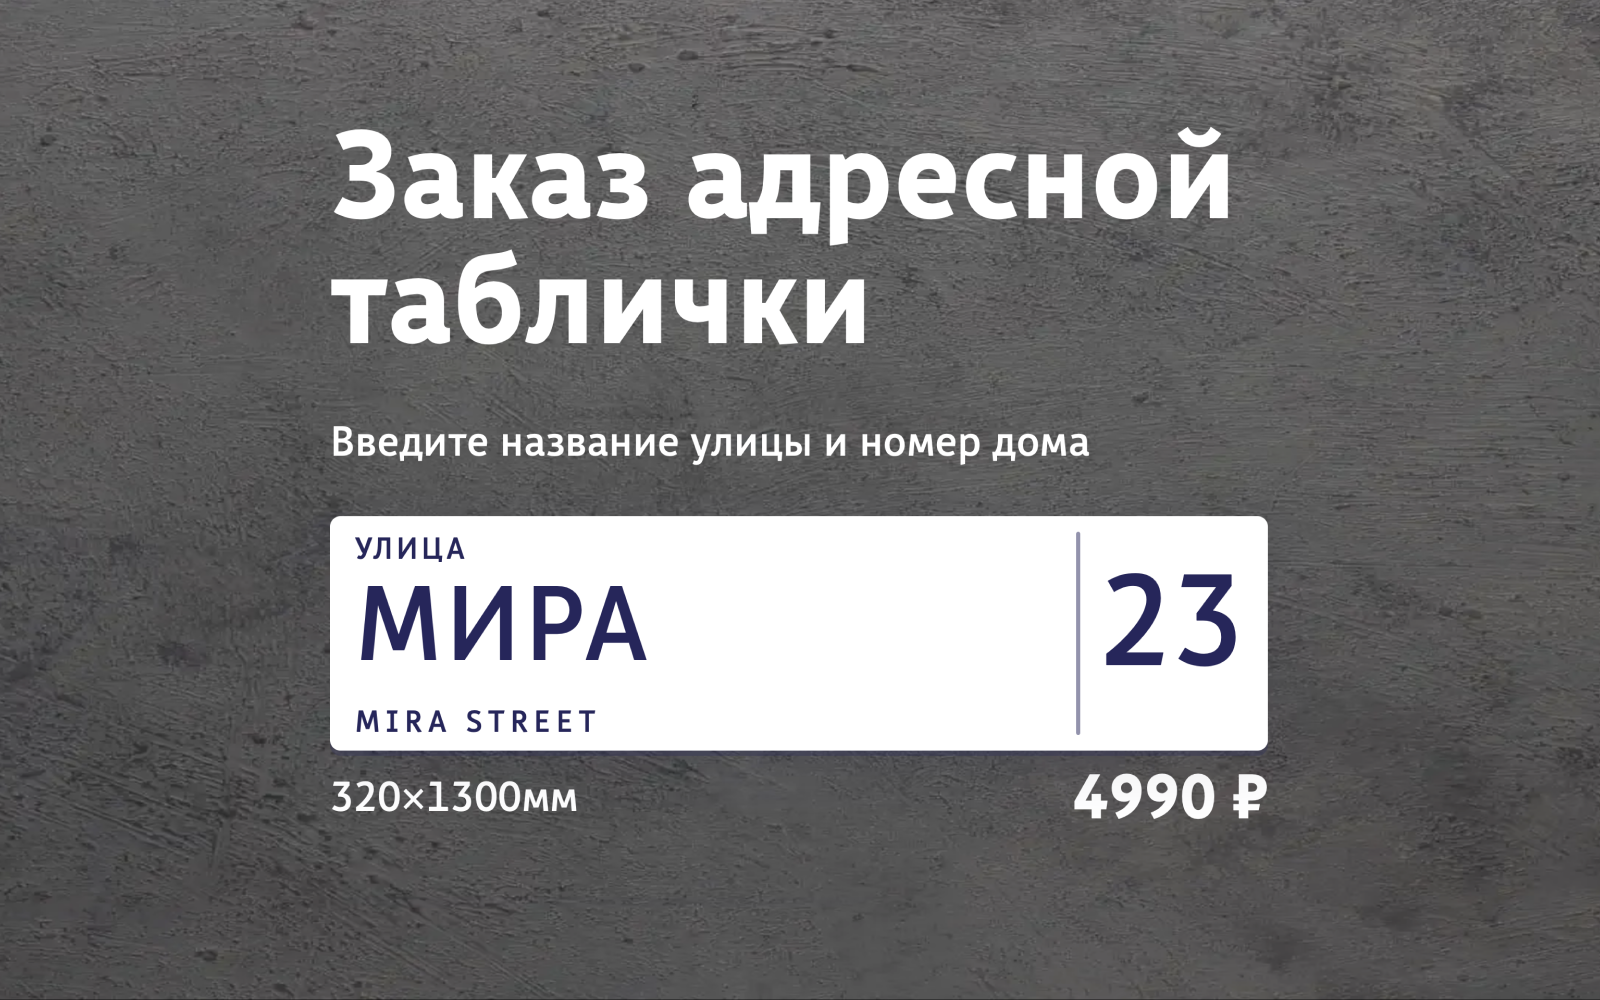 Заказ адресной
таблички
Введите название улицы и номер дома
УЛИЦА
МИРА
23
MIRA STREET
320×1300мм
4990 ₽